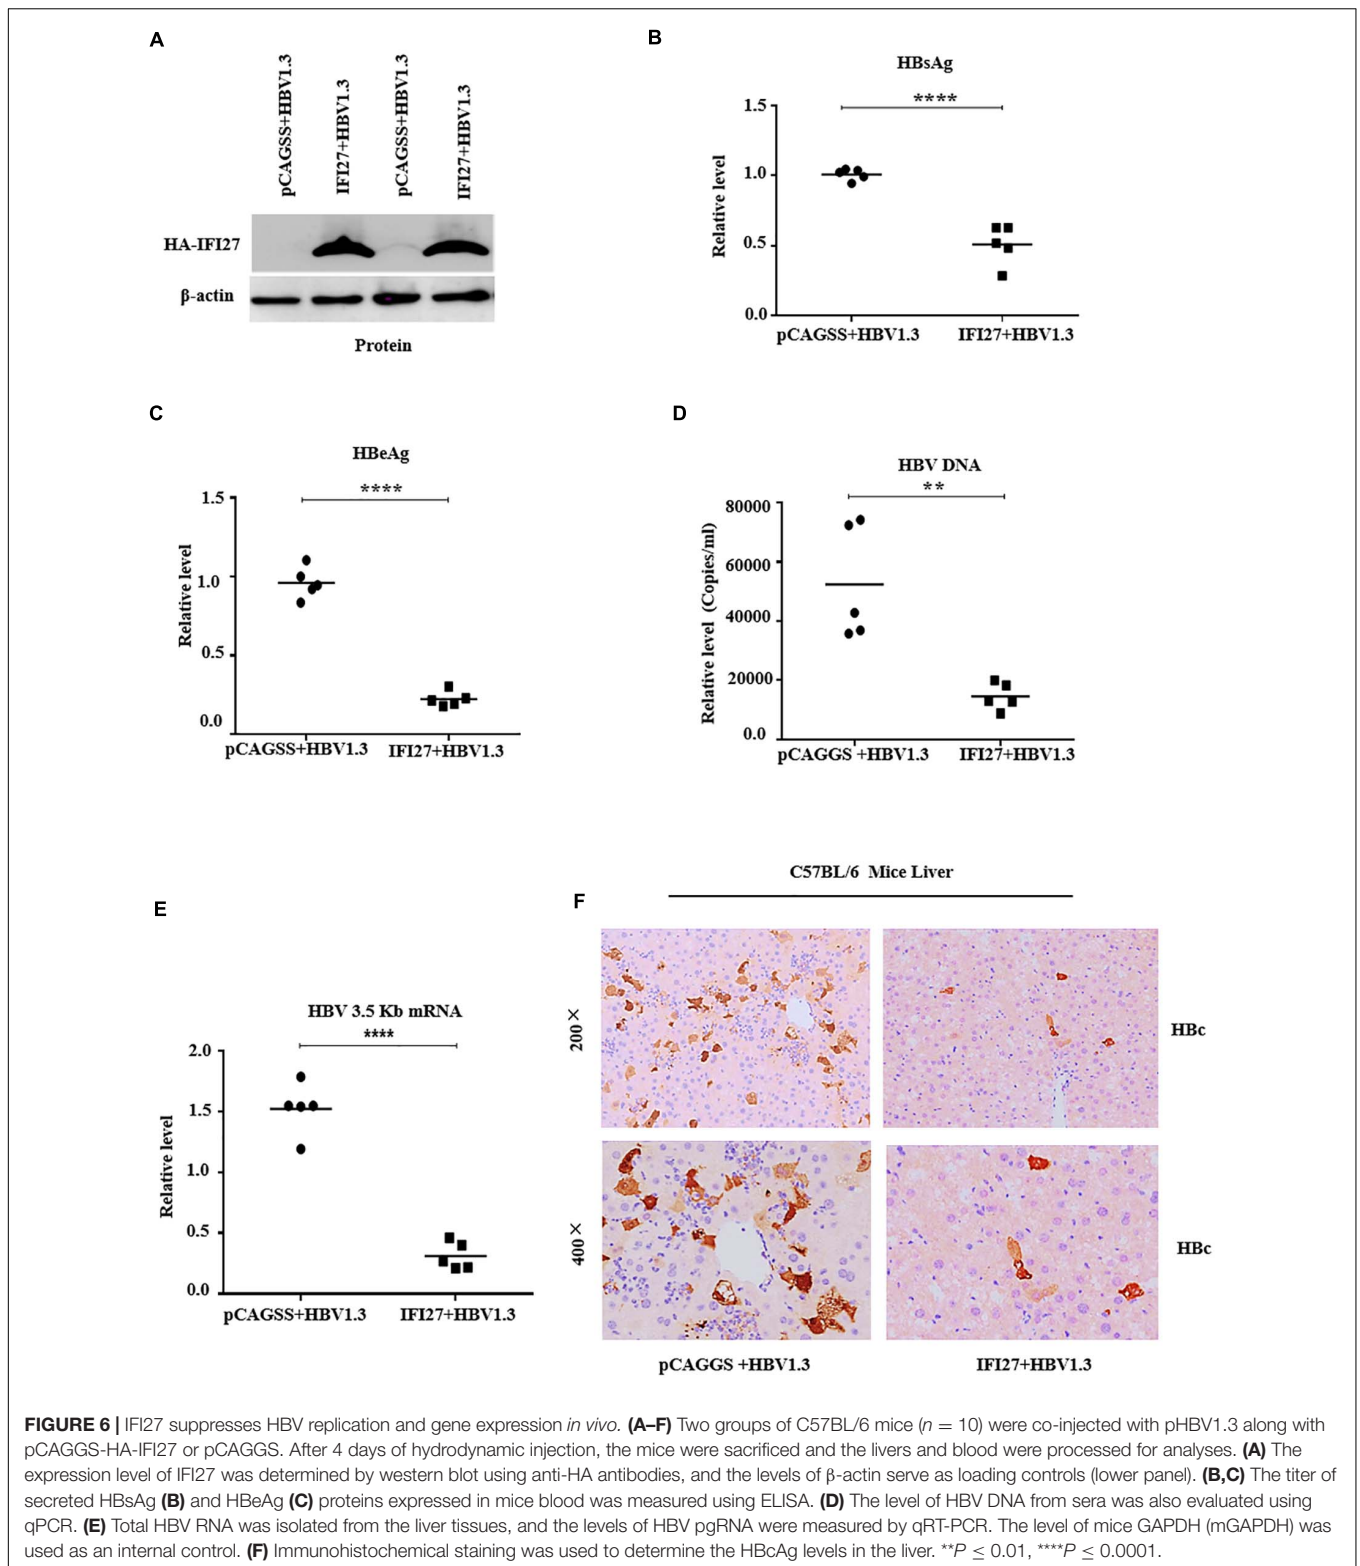 A
pCAGSS+HBV1.3
IFI27+HBV1.3
pCAGSS+HBV1.3
IFI27+HBV1.3
HA-IFI27
β-actin
Protein
B
HBsAg
****
Relative level
1.5
1.0
0.5
0.0
pCAGSS+HBV1.3
IFI27+HBV1.3
C
HBeAg
****
Relative level
1.5
1.0
0.5
0.0
pCAGSS+HBV1.3
IFI27+HBV1.3
D
HBV DNA
**
Relative level (Copies/ml)
80000
60000
40000
20000
0.0
pCAGGS +HBV1.3
IFI27+HBV1.3
E
HBV 3.5 Kb mRNA
****
Relative level
2.0
1.5
1.0
0.5
0.0
pCAGSS+HBV1.3
IFI27+HBV1.3
F
C57BL/6 Mice Liver
200×
HBc
400×
HBc
pCAGGS +HBV1.3
IFI27+HBV1.3
FIGURE 6 | IFI27 suppresses HBV replication and gene expression in vivo. (A–F) Two groups of C57BL/6 mice (n = 10) were co-injected with pHBV1.3 along with
pCAGGS-HA-IFI27 or pCAGGS. After 4 days of hydrodynamic injection, the mice were sacrificed and the livers and blood were processed for analyses. (A) The
expression level of IFI27 was determined by western blot using anti-HA antibodies, and the levels of β-actin serve as loading controls (lower panel). (B,C) The titer of
secreted HBsAg (B) and HBeAg (C) proteins expressed in mice blood was measured using ELISA. (D) The level of HBV DNA from sera was also evaluated using
qPCR. (E) Total HBV RNA was isolated from the liver tissues, and the levels of HBV pgRNA were measured by qRT-PCR. The level of mice GAPDH (mGAPDH) was
used as an internal control. (F) Immunohistochemical staining was used to determine the HBcAg levels in the liver. **P ≤ 0.01, ****P ≤ 0.0001.